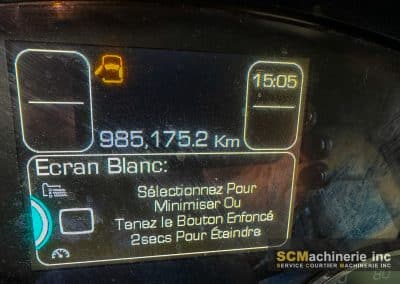 15:05
985,175.2 Km
Ecran Blanc:
Sélectionnez Pour
Minimiser Ou
Tenez le Bouton Enfoncé
2secs Pour Éteindre
SCMachinerie inc
SERVICE COURTIER MACHINERIE INC